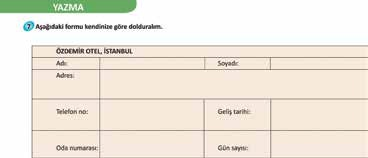 YAZMA
7 Aşağıdaki formu kendinize göre dolduralım.
ÖZDEMİR OTEL, İSTANBUL
Adı: Soyadı:
Adres:
Telefon no: Geliş tarihi:
Oda numarası: Gün sayısı: